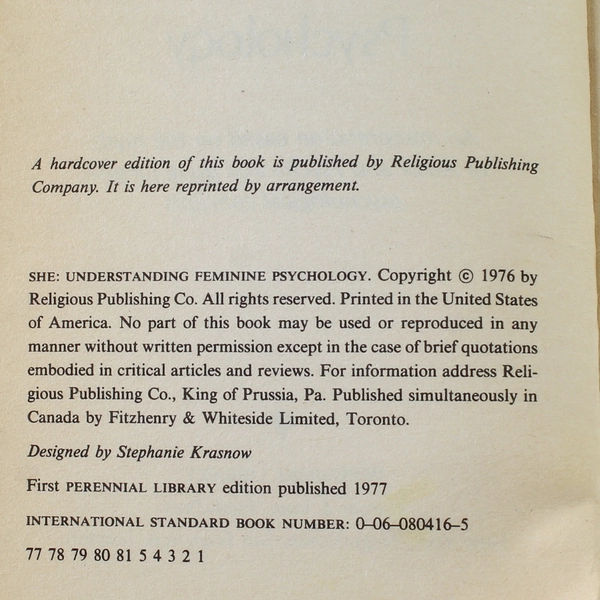 A hardcover edition of this book is published by Religious Publishing
Company. It is here reprinted by arrangement.
SHE: UNDERSTANDING FEMININE PSYCHOLOGY. Copyright © 1976 by
Religious Publishing Co. All rights reserved. Printed in the United States
of America. No part of this book may be used or reproduced in any
manner without written permission except in the case of brief quotations
embodied in critical articles and reviews. For information address Reli-
gious Publishing Co., King of Prussia, Pa. Published simultaneously in
Canada by Fitzhenry & Whiteside Limited, Toronto.
Designed by Stephanie Krasnow
First PERENNIAL LIBRARY edition published 1977
INTERNATIONAL STANDARD BOOK NUMBER: 0–06–080416–5
77 78 79 80 81 5 4 3 2 1